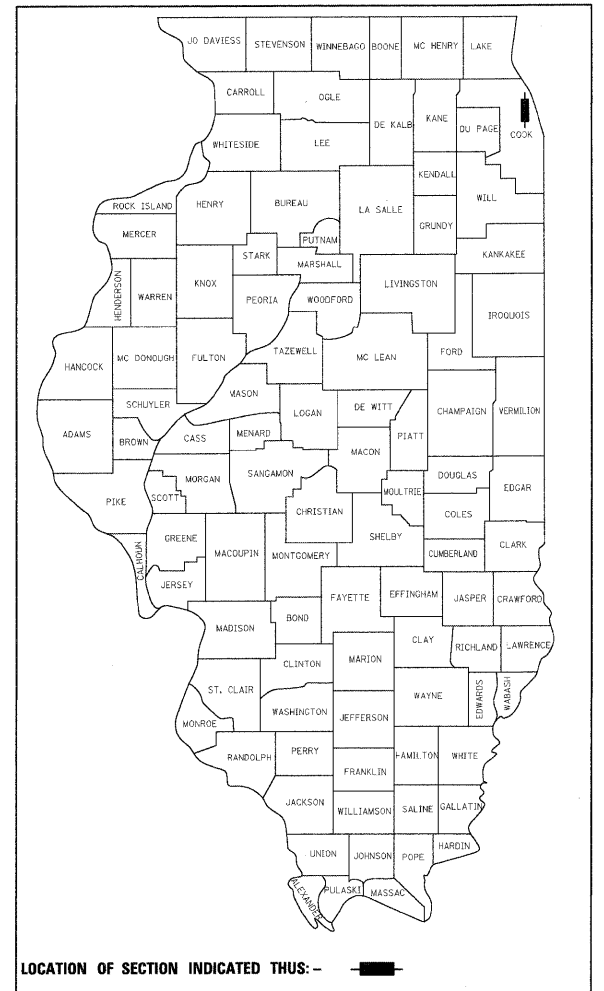 JO DAVIESS STEVENSON WINNEBAGO BOONE MC HENRY LAKE
CARROLL OGLE DE KALB KANE DU PAGE COOK
WHITESIDE LEE
KENDALL WILL
ROCK ISLAND HENRY BUREAU LA SALLE
MERCER PUTNAM GRUNDY
STARK MARSHALL KANKAKEE
HENDERSON WARREN KNOX PEORIA WOODFORD LIVINGSTON IROQUOIS
HANCOCK MC DONOUGH FULTON TAZEWELL MC LEAN FORD
SCHUYLER MASON LOGAN DE WITT CHAMPAIGN VERMILION
ADAMS BROWN CASS MENARD MACON PIATT
MORGAN SANGAMON DOUGLAS EDGAR
PIKE SCOTT CHRISTIAN MOULTRIE COLES
GREENE SHELBY CLARK
CALHOUN MACOUPIN MONTGOMERY CUMBERLAND
JERSEY FAYETTE EFFINGHAM JASPER CRAWFORD
MADISON BOND CLAY RICHLAND LAWRENCE
CLINTON MARION
ST. CLAIR WAYNE EDWARDS WABASH
WASHINGTON JEFFERSON
MONROE
RANDOLPH PERRY HAMILTON WHITE
FRANKLIN
JACKSON WILLIAMSON SALINE GALLATIN
UNION JOHNSON POPE HARDIN
ALEXANDER PULASKI MASSAC
LOCATION OF SECTION INDICATED THUS: -